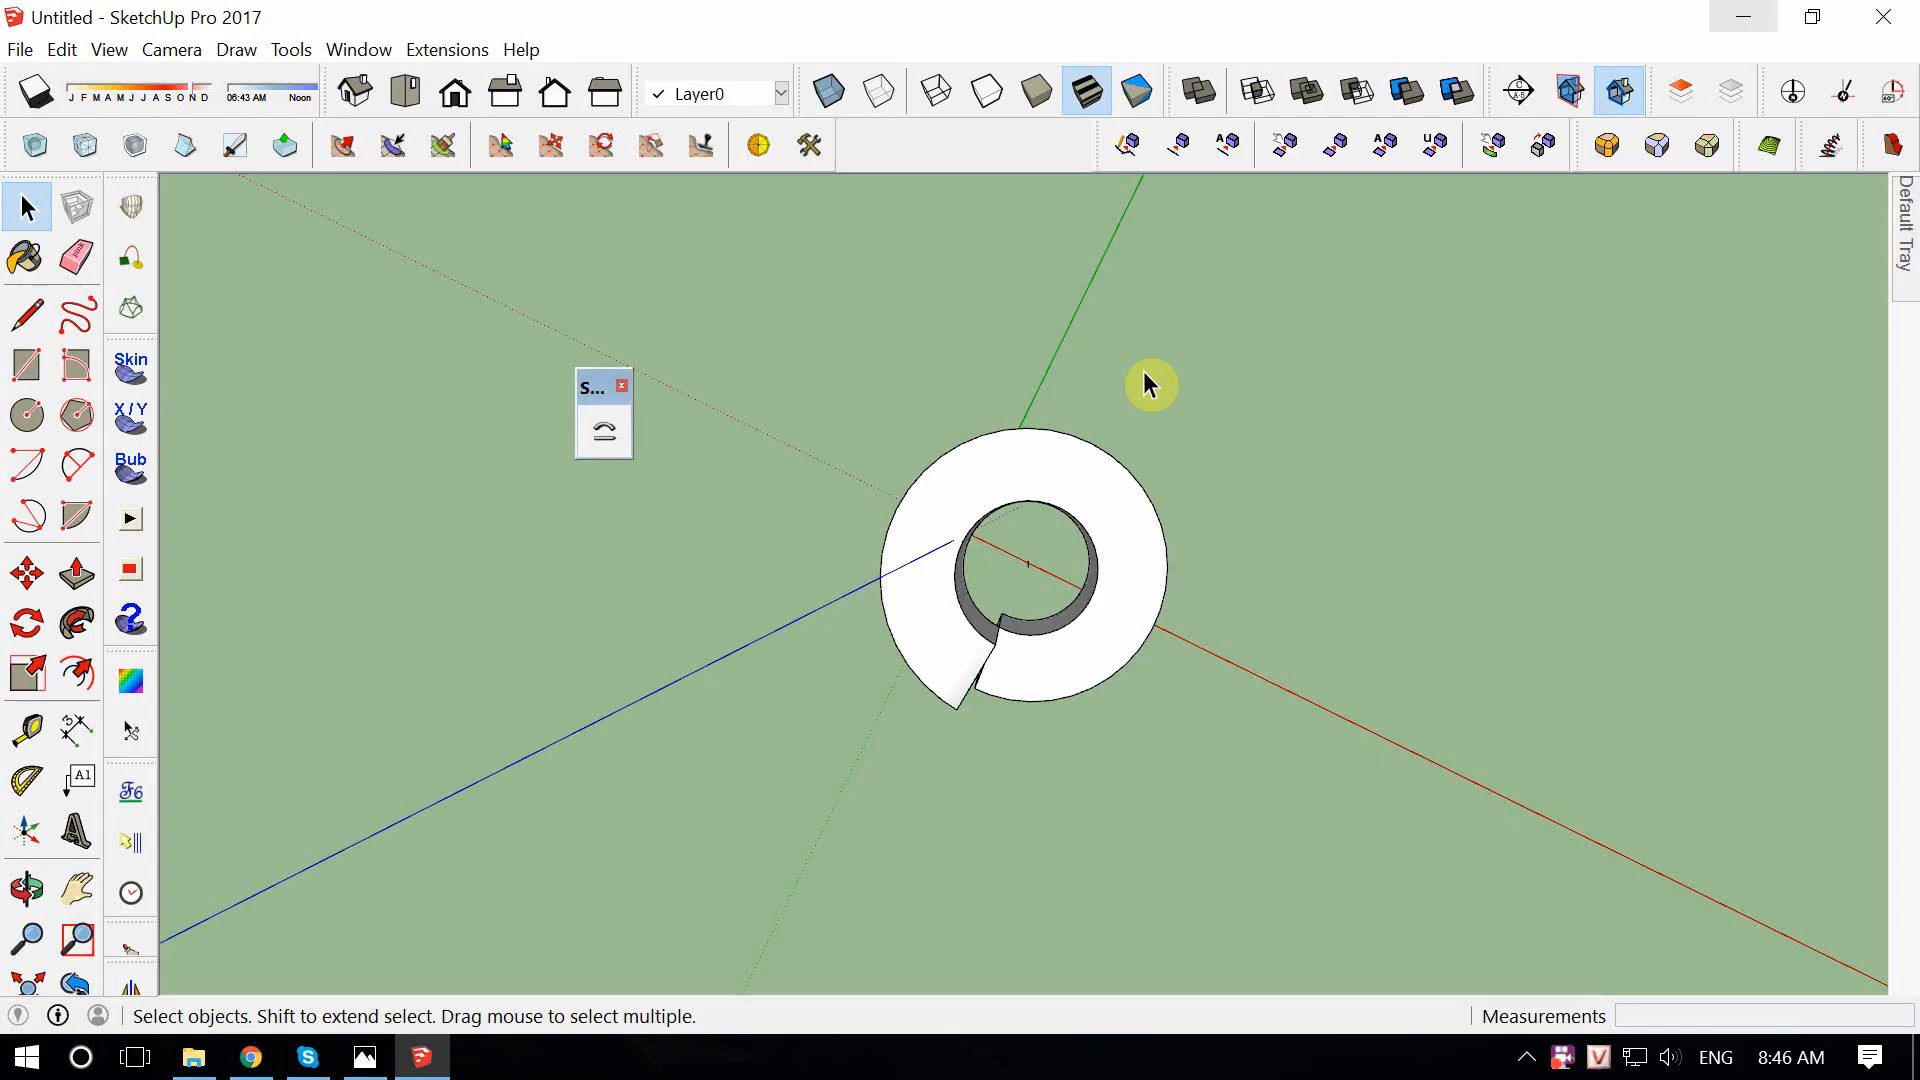 Untitled - SketchUp Pro 2017
File Edit View Camera Draw Tools Window Extensions Help
J F M A M J J A S O N D
06:43 AM Noon
Layer0
Default Tray
S...
Skin
X / Y
Bub
A1
F6
Select objects. Shift to extend select. Drag mouse to select multiple.
Measurements
ENG 8:46 AM